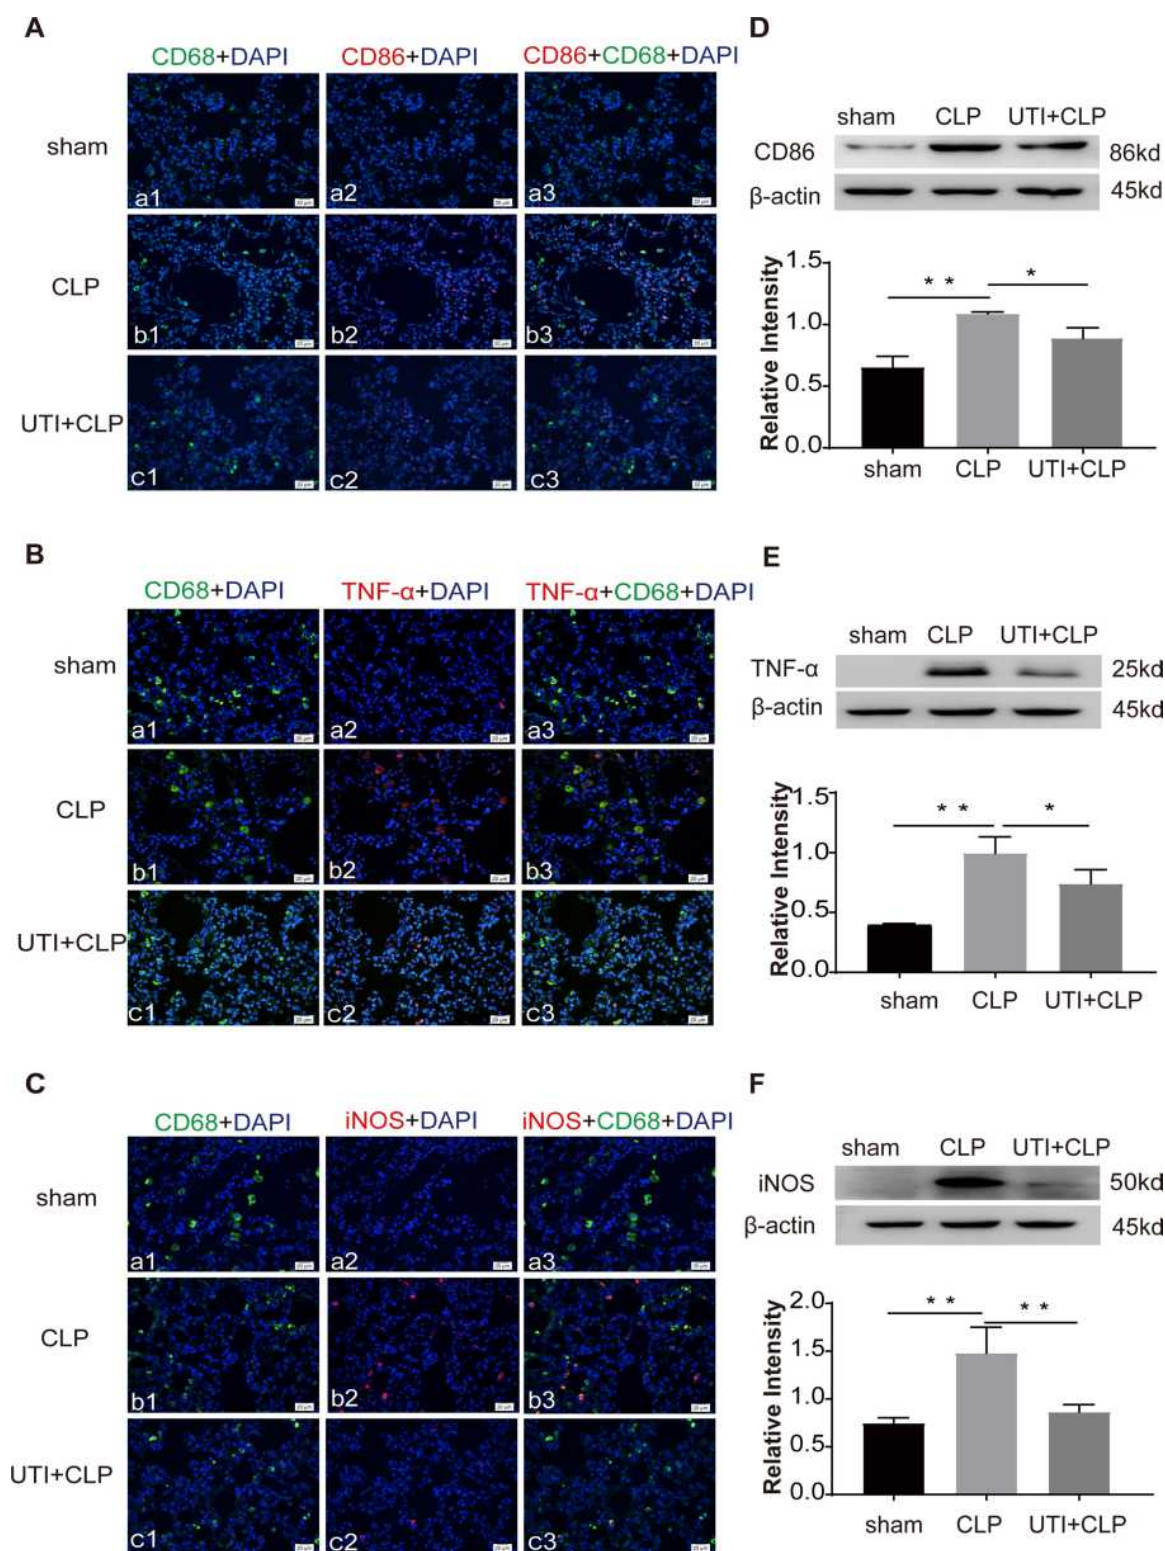 A
CD68+DAPI CD86+DAPI CD86+CD68+DAPI
sham
a1 a2 a3
CLP
b1 b2 b3
UTI+CLP
c1 c2 c3
B
CD68+DAPI TNF-α+DAPI TNF-α+CD68+DAPI
sham
a1 a2 a3
CLP
b1 b2 b3
UTI+CLP
c1 c2 c3
C
CD68+DAPI iNOS+DAPI iNOS+CD68+DAPI
sham
a1 a2 a3
CLP
b1 b2 b3
UTI+CLP
c1 c2 c3
D
sham CLP UTI+CLP
CD86 86kd
β-actin 45kd
Relative Intensity
1.5
1.0
0.5
0.0
* * *
sham CLP UTI+CLP
E
sham CLP UTI+CLP
TNF-α 25kd
β-actin 45kd
Relative Intensity
1.5
1.0
0.5
0.0
* * *
sham CLP UTI+CLP
F
sham CLP UTI+CLP
iNOS 50kd
β-actin 45kd
Relative Intensity
2.0
1.5
1.0
0.5
0.0
* * * *
sham CLP UTI+CLP